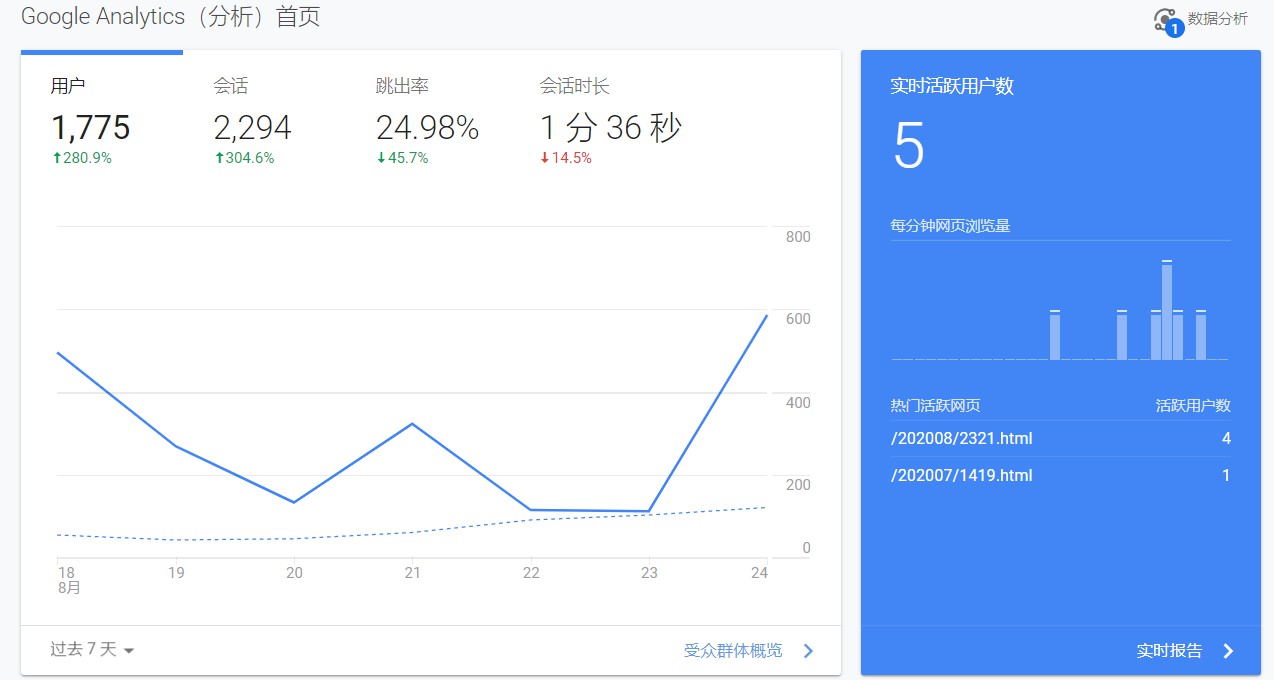 Google Analytics（分析）首页
1
数据分析
用户
1,775
↑280.9%
会话
2,294
↑304.6%
跳出率
24.98%
↓45.7%
会话时长
1 分 36 秒
↓14.5%
800
600
400
200
0
18
8月
19
20
21
22
23
24
过去 7 天
受众群体概览
实时活跃用户数
5
每分钟网页浏览量
热门活跃网页 活跃用户数
/202008/2321.html 4
/202007/1419.html 1
实时报告